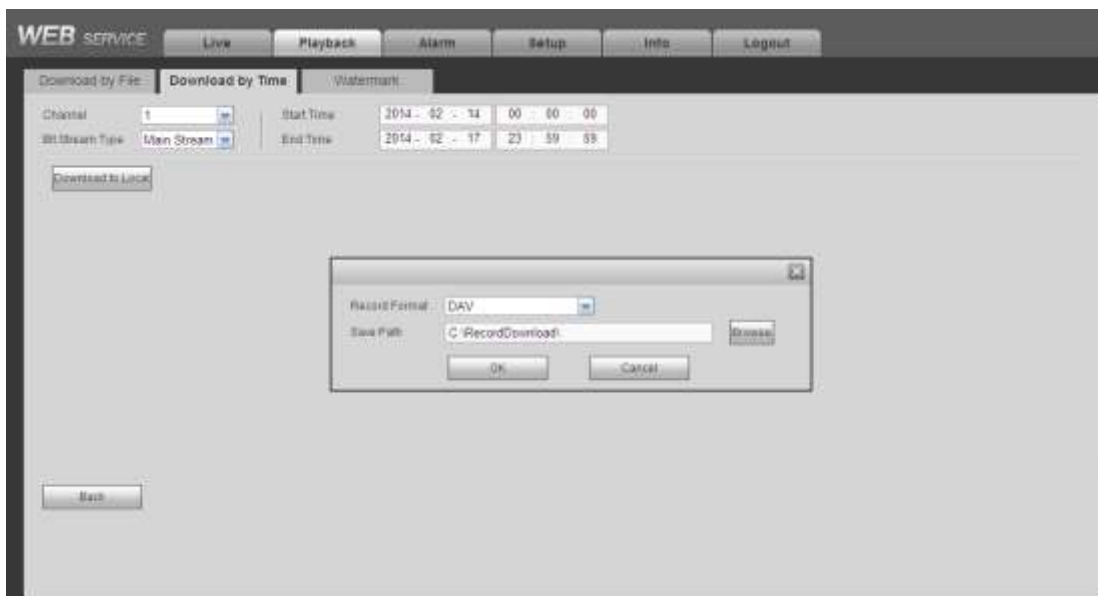 WEB SERVICE Live Playback Alarm Setup Info Logout
Download by File Download by Time Watermark
Channel 1 Start Time 2014 - 02 - 14 00 : 00 : 00
Bit Stream Type Main Stream End Time 2014 - 02 - 17 23 : 59 : 59
Download to Local
Record Format DAV
Save Path C:\RecordDownload\ Browse
OK Cancel
Back